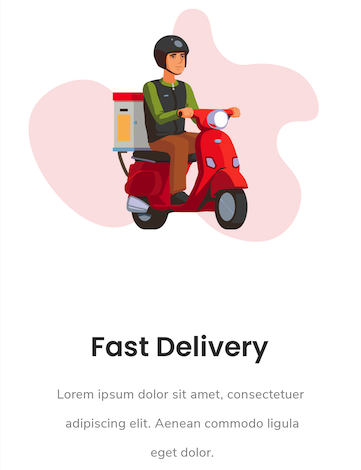 Fast Delivery
Lorem ipsum dolor sit amet, consectetuer
adipiscing elit. Aenean commodo ligula
eget dolor.